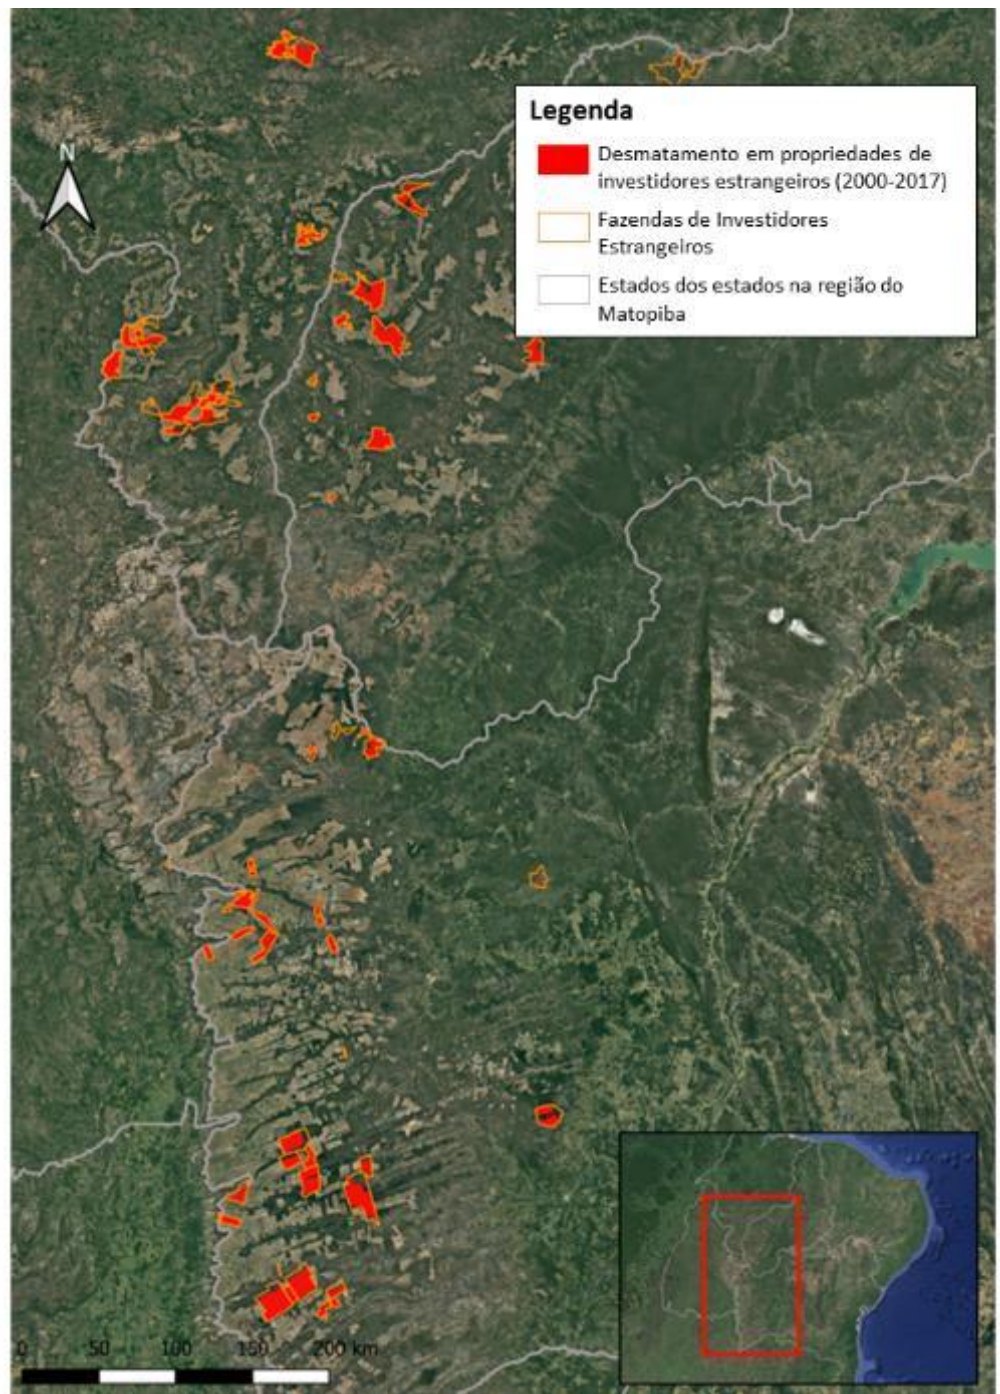 N
Legenda
Desmatamento em propriedades de
investidores estrangeiros (2000-2017)
Fazendas de Investidores
Estrangeiros
Estados dos estados na região do
Matopiba
0 50 100 150 200 km